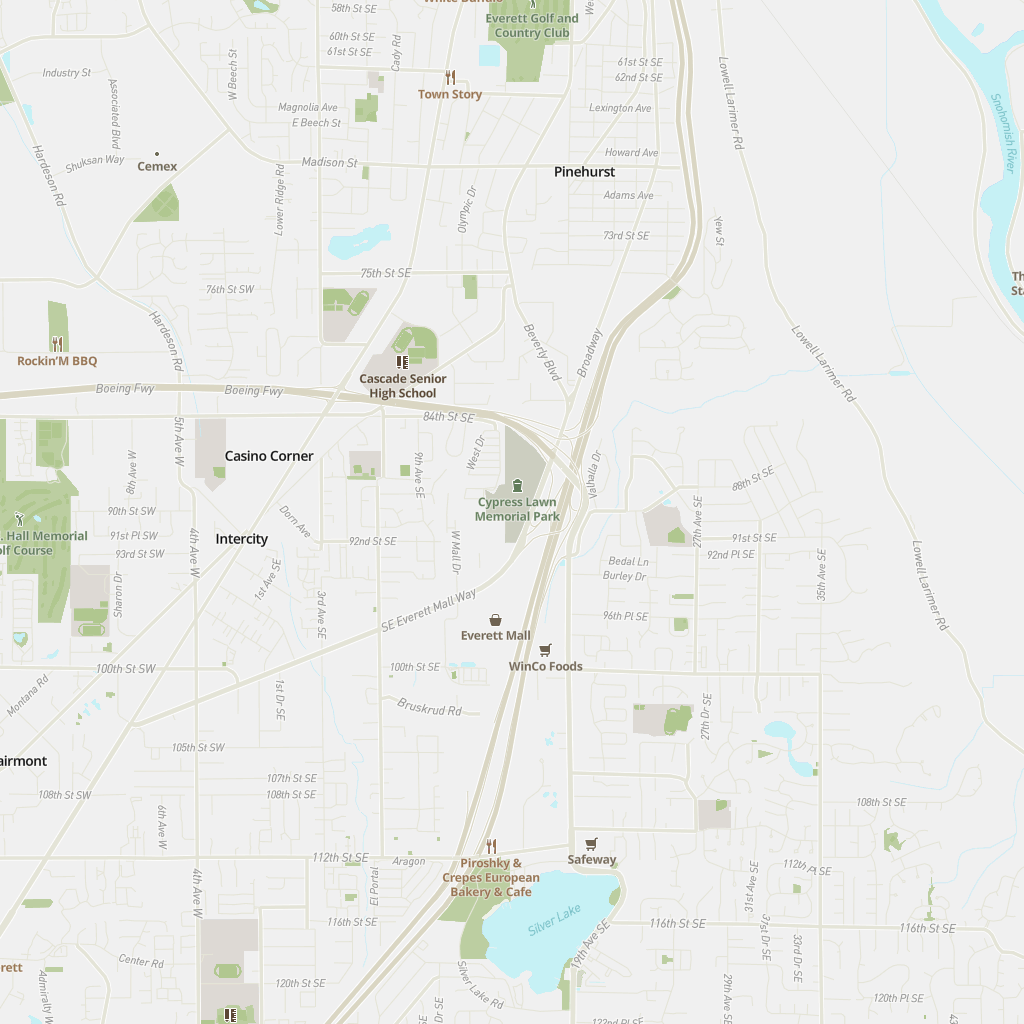 White Buffalo
58th St SE
Everett Golf and
Country Club
60th St SE
61st St SE
Cady Rd
61st St SE
62nd St SE
Industry St
Associated Blvd
W Beech St
Town Story
Magnolia Ave
E Beech St
Lexington Ave
Lowell Larimer Rd
Snohomish River
Hardeson Rd
Shuksan Way
Cemex
Madison St
Howard Ave
Pinehurst
Adams Ave
Lower Ridge Rd
Olympic Dr
73rd St SE
Yew St
75th St SE
76th St SW
Hardeson Rd
Rockin'M BBQ
Beverly Blvd
Broadway
Lowell Larimer Rd
Cascade Senior
High School
Boeing Fwy
Boeing Fwy
84th St SE
5th Ave W
Casino Corner
West Dr
Valhalla Dr
8th Ave W
9th Ave SE
88th St SE
Cypress Lawn
Memorial Park
90th St SW
Dorn Ave
27th Ave SE
. Hall Memorial
olf Course
91st Pl SW
93rd St SW
4th Ave W
Intercity
92nd St SE
W Mall Dr
91st St SE
92nd Pl SE
Bedal Ln
Burley Dr
35th Ave SE
Lowell Larimer Rd
Sharon Dr
1st Ave SE
3rd Ave SE
SE Everett Mall Way
96th Pl SE
Everett Mall
WinCo Foods
100th St SW
100th St SE
Montana Rd
1st Dr SE
Bruskrud Rd
27th Dr SE
105th St SW
airmont
107th St SE
108th St SE
108th St SW
6th Ave W
108th St SE
112th St SE
Aragon
Piroshky &
Crepes European
Bakery & Cafe
Safeway
112th Pl SE
4th Ave W
El Portal
31st Ave SE
116th St SE
Silver Lake
19th Ave SE
116th St SE
116th St SE
31st Dr SE
33rd Dr SE
Center Rd
rett
Admiralty W
120th St SE
Silver Lake Rd
29th Ave SE
120th Pl SE
122nd Pl SE